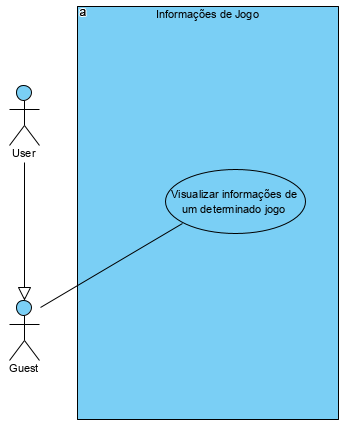 a
Informações de Jogo
User
Visualizar informações de
um determinado jogo
Guest